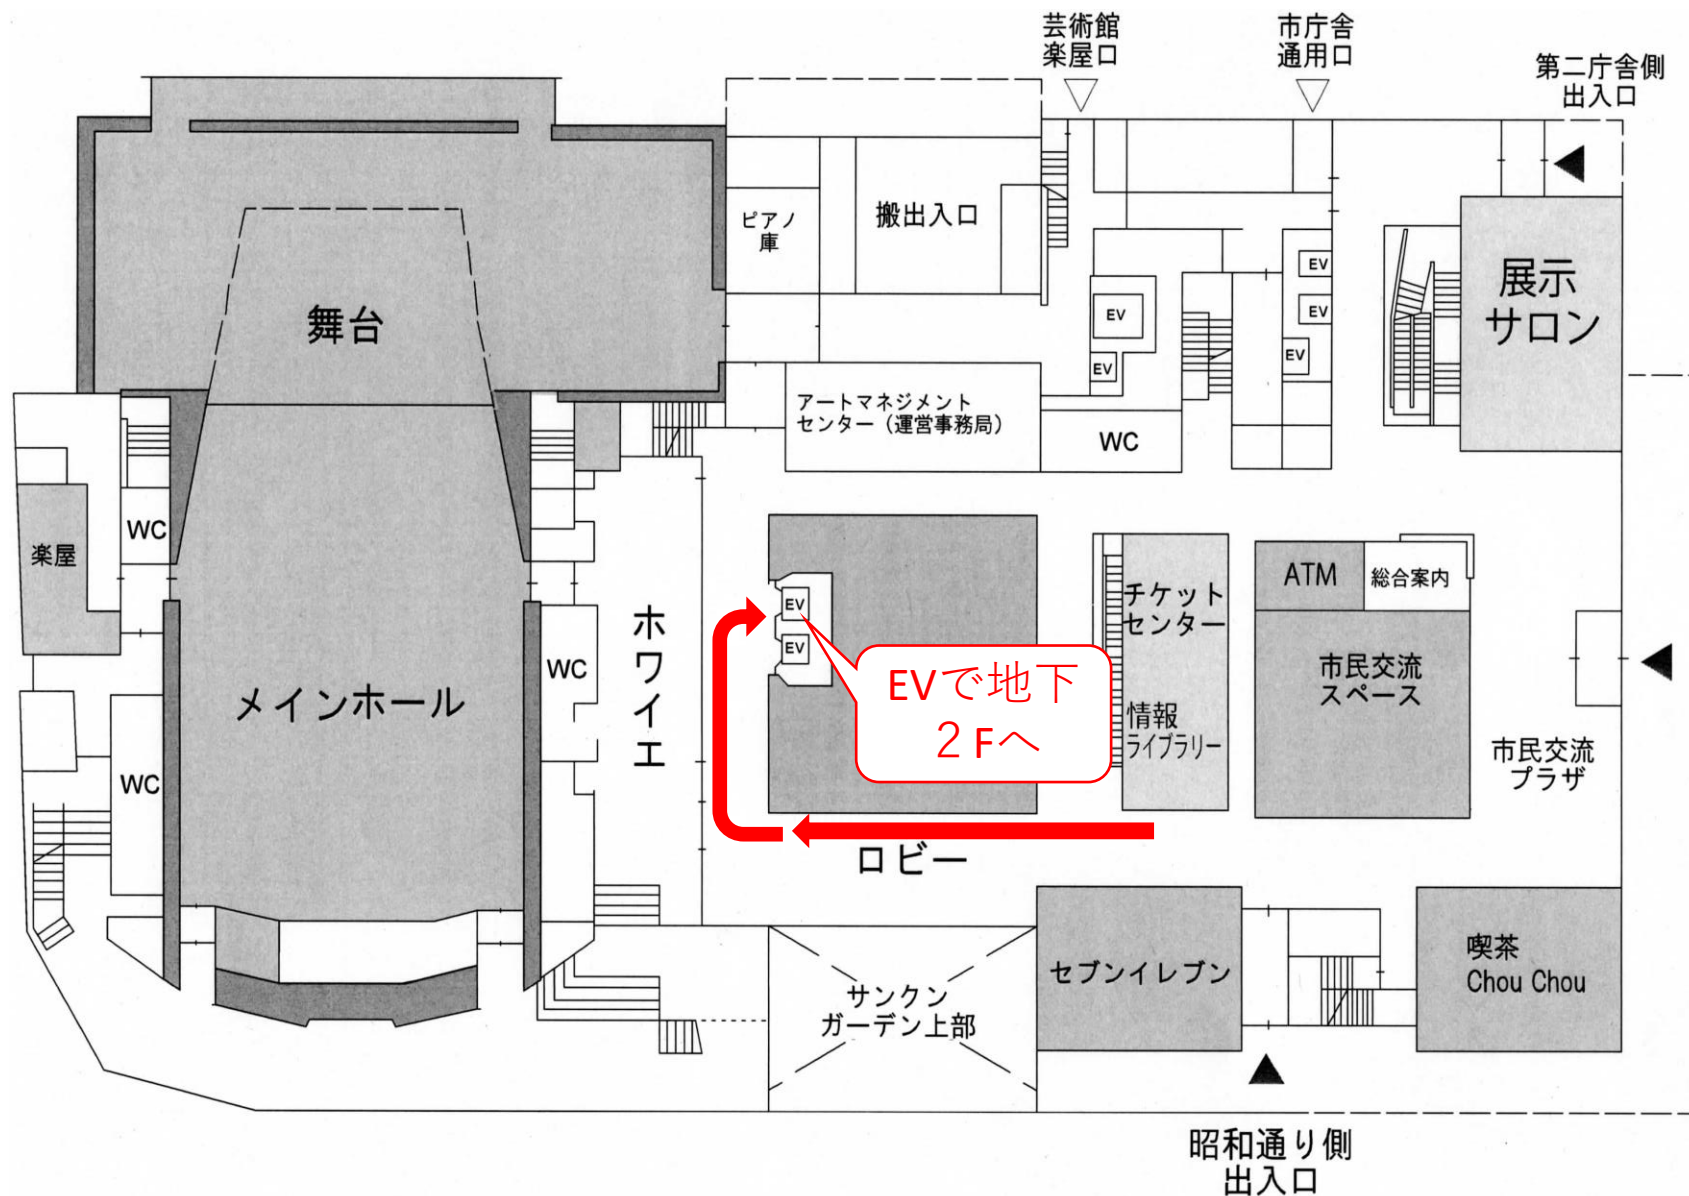 芸術館
楽屋口
市庁舎
通用口
第二庁舎側
出入口
ピアノ
庫
搬出入口
展示
サロン
EV
EV
EV
EV
EV
舞台
アートマネジメント
センター（運営事務局）
WC
WC
楽屋
ATM
総合案内
チケット
センター
EV
EV
ホワイエ
WC
EVで地下
２Fへ
市民交流
スペース
メインホール
情報
ライブラリー
市民交流
プラザ
WC
ロビー
セブンイレブン
喫茶
Chou Chou
サンクン
ガーデン上部
昭和通り側
出入口